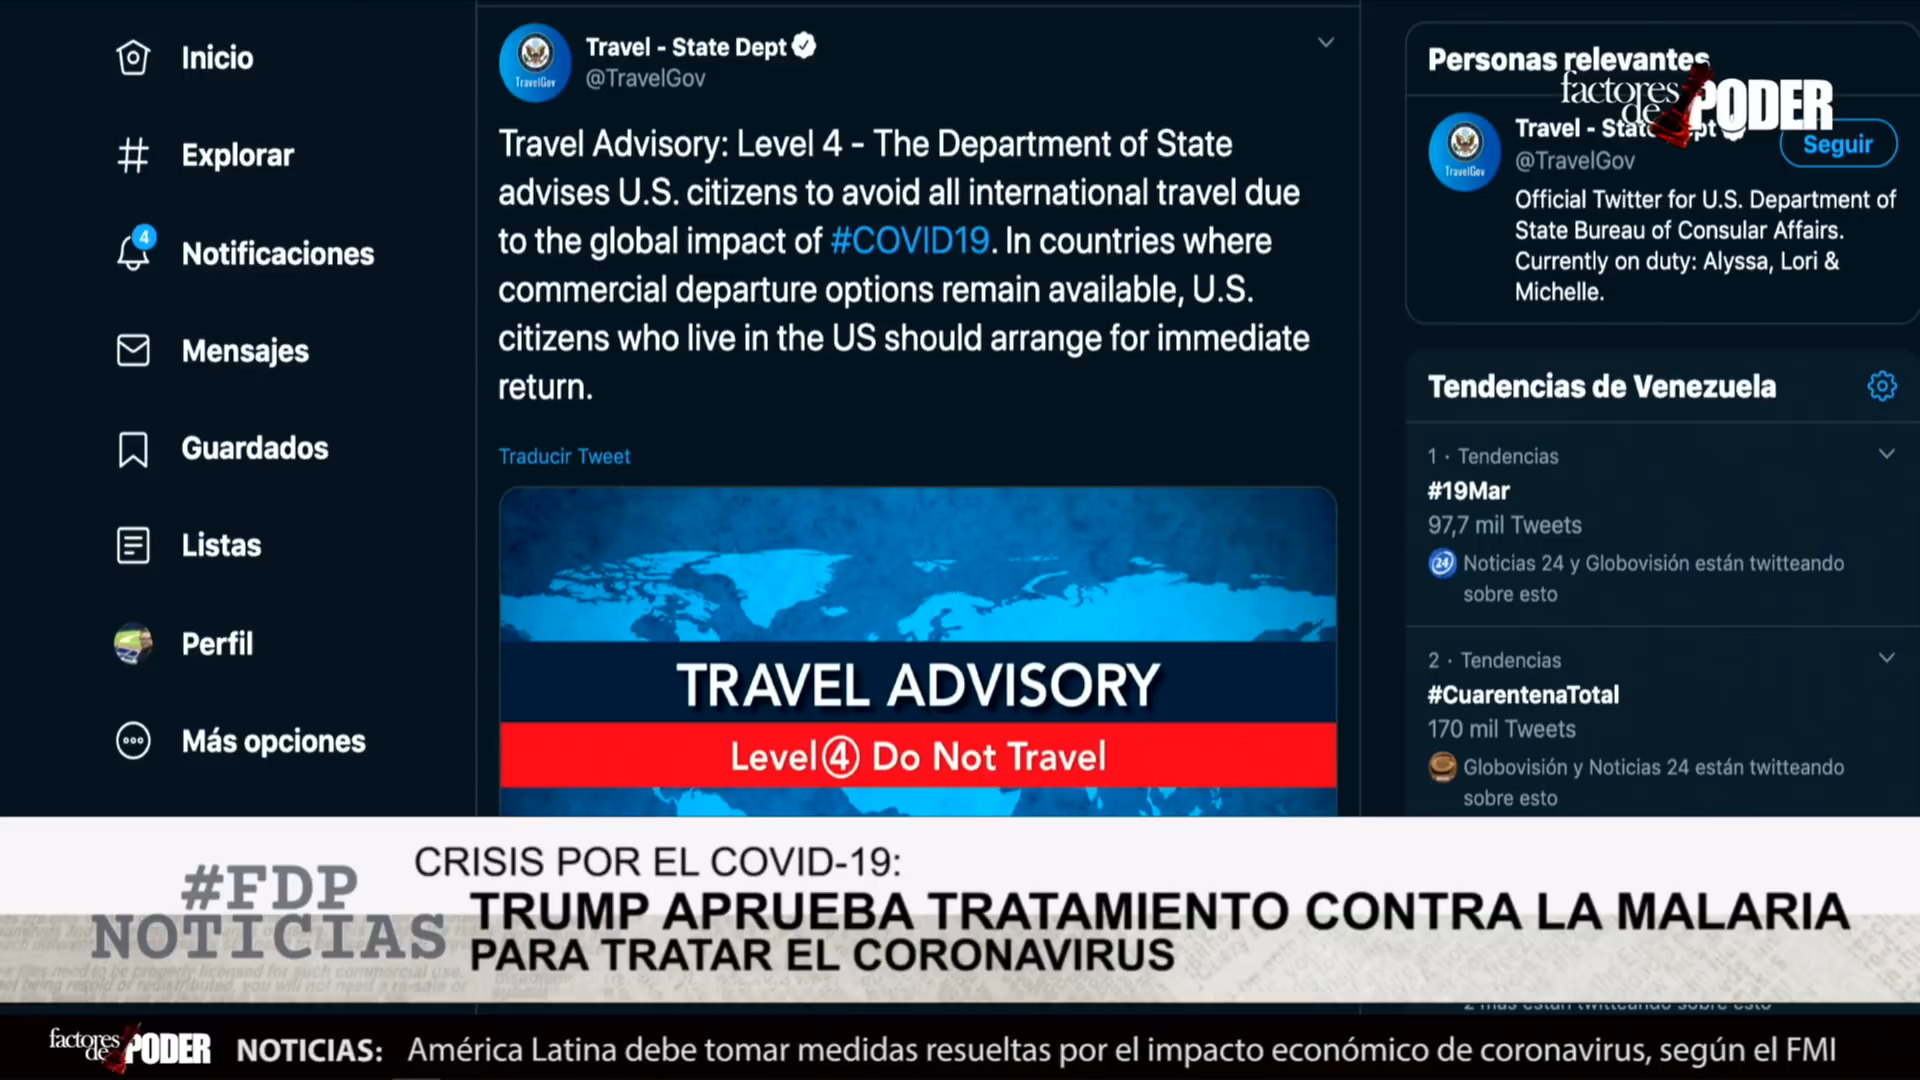 Inicio
Explorar
4
Notificaciones
Mensajes
Guardados
Listas
Perfil
Más opciones
Travel - State Dept
@TravelGov
TravelGov
Travel Advisory: Level 4 - The Department of State
advises U.S. citizens to avoid all international travel due
to the global impact of #COVID19. In countries where
commercial departure options remain available, U.S.
citizens who live in the US should arrange for immediate
return.
Traducir Tweet
TRAVEL ADVISORY
Level 4 Do Not Travel
Personas relevantes
factores
de PODER
Travel - State Dept
@TravelGov
TravelGov
Seguir
Official Twitter for U.S. Department of
State Bureau of Consular Affairs.
Currently on duty: Alyssa, Lori &
Michelle.
Tendencias de Venezuela
1 · Tendencias
#19Mar
97,7 mil Tweets
24
Noticias 24 y Globovisión están twitteando
sobre esto
2 · Tendencias
#CuarentenaTotal
170 mil Tweets
Globovisión y Noticias 24 están twitteando
sobre esto
#FDP
NOTICIAS
CRISIS POR EL COVID-19:
TRUMP APRUEBA TRATAMIENTO CONTRA LA MALARIA
PARA TRATAR EL CORONAVIRUS
factores
de PODER
NOTICIAS: América Latina debe tomar medidas resueltas por el impacto económico de coronavirus, según el FMI